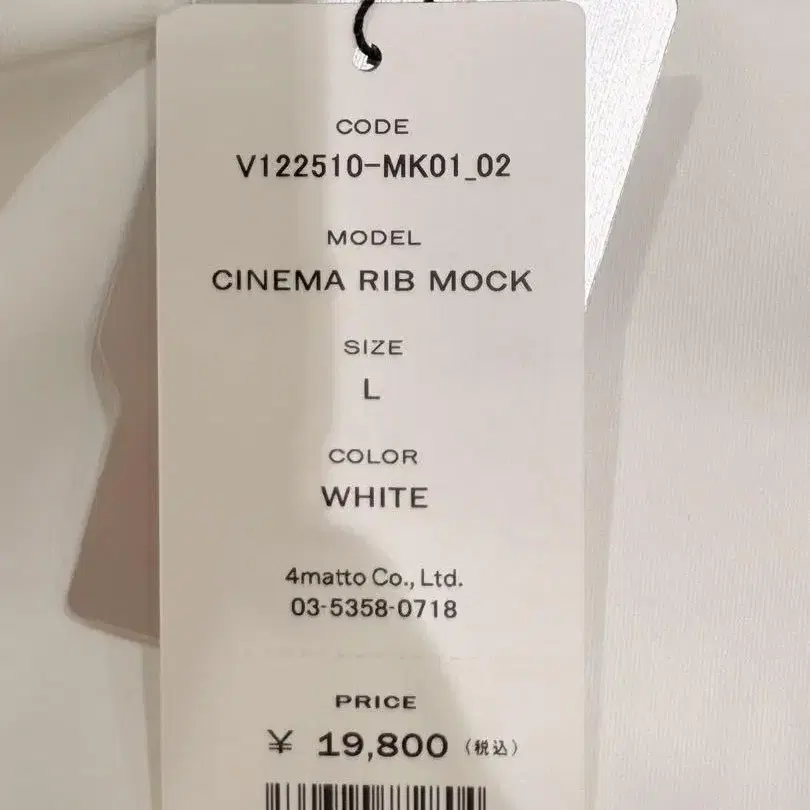 CODE
V122510-MK01_02
MODEL
CINEMA RIB MOCK
SIZE
L
COLOR
WHITE
4matto Co., Ltd.
03-5358-0718
PRICE
¥ 19,800 (税込)